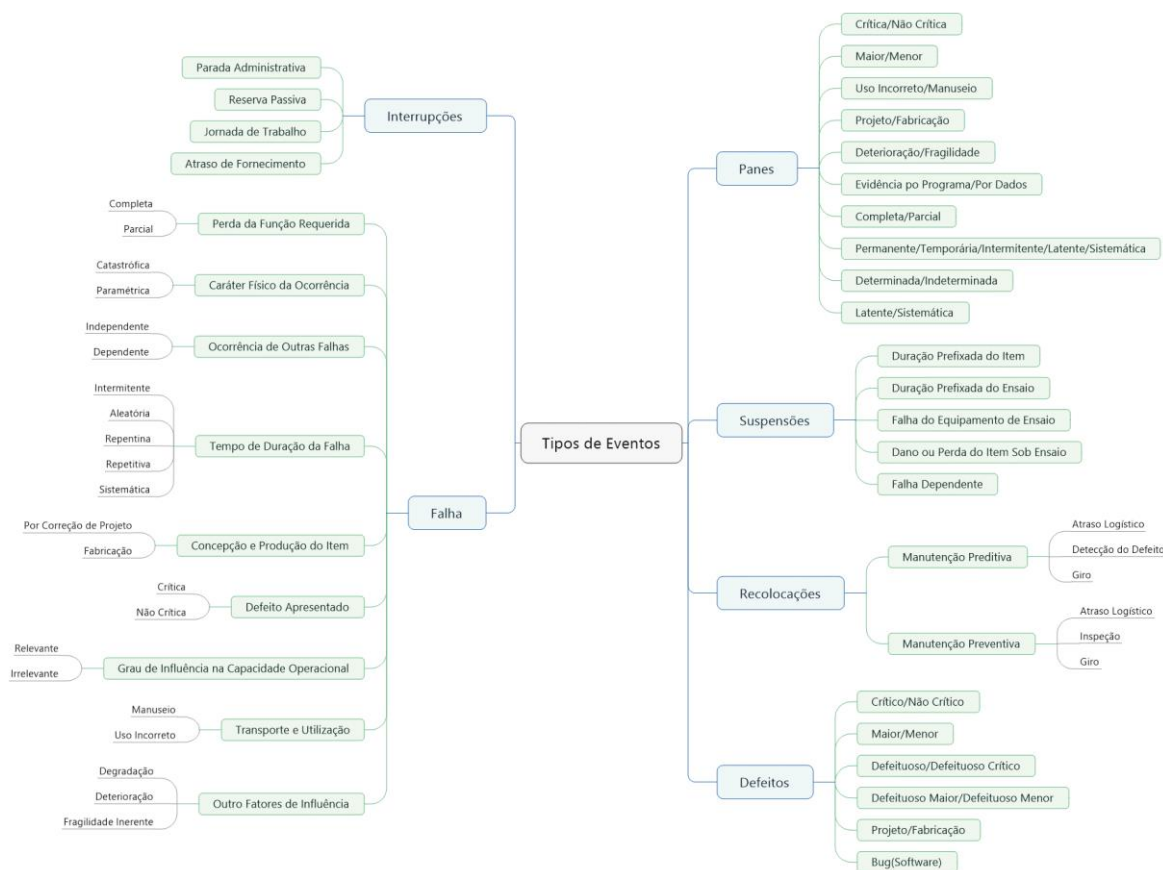 Tipos de Eventos
Interrupções
Parada Administrativa
Reserva Passiva
Jornada de Trabalho
Atraso de Fornecimento
Falha
Perda da Função Requerida
Completa
Parcial
Caráter Físico da Ocorrência
Catastrófica
Paramétrica
Ocorrência de Outras Falhas
Independente
Dependente
Tempo de Duração da Falha
Intermitente
Aleatória
Repentina
Repetitiva
Sistemática
Concepção e Produção do Item
Por Correção de Projeto
Fabricação
Defeito Apresentado
Crítica
Não Crítica
Grau de Influência na Capacidade Operacional
Relevante
Irrelevante
Transporte e Utilização
Manuseio
Uso Incorreto
Outro Fatores de Influência
Degradação
Deterioração
Fragilidade Inerente
Panes
Crítica/Não Crítica
Maior/Menor
Uso Incorreto/Manuseio
Projeto/Fabricação
Deterioração/Fragilidade
Evidência po Programa/Por Dados
Completa/Parcial
Permanente/Temporária/Intermitente/Latente/Sistemática
Determinada/Indeterminada
Latente/Sistemática
Suspensões
Duração Prefixada do Item
Duração Prefixada do Ensaio
Falha do Equipamento de Ensaio
Dano ou Perda do Item Sob Ensaio
Falha Dependente
Recolocações
Manutenção Preditiva
Atraso Logístico
Detecção do Defeito
Giro
Manutenção Preventiva
Atraso Logístico
Inspeção
Giro
Defeitos
Crítico/Não Crítico
Maior/Menor
Defeituoso/Defeituoso Crítico
Defeituoso Maior/Defeituoso Menor
Projeto/Fabricação
Bug(Software)